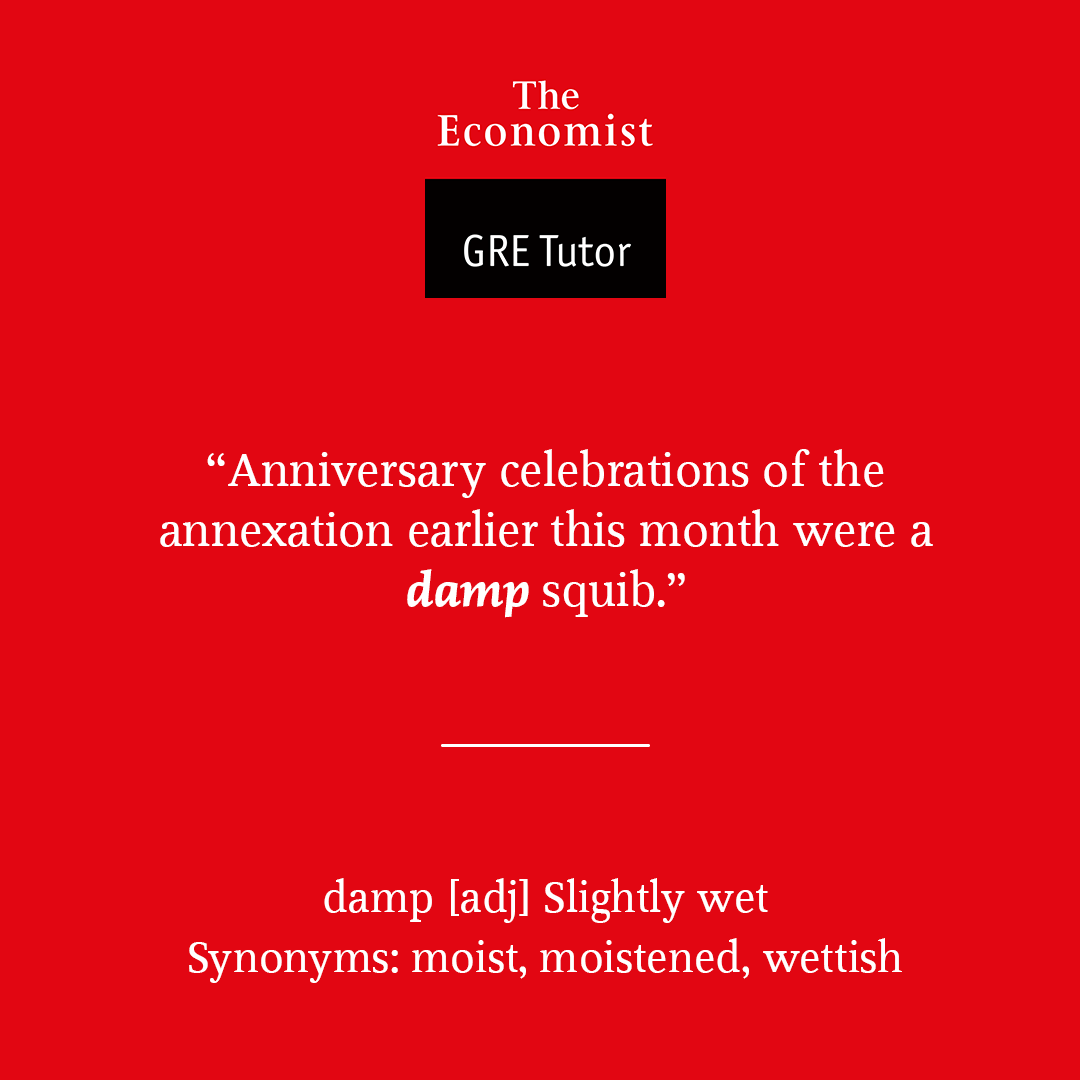 The
Economist
GRE Tutor
“Anniversary celebrations of the
annexation earlier this month were a
damp squib.”
damp [adj] Slightly wet
Synonyms: moist, moistened, wettish